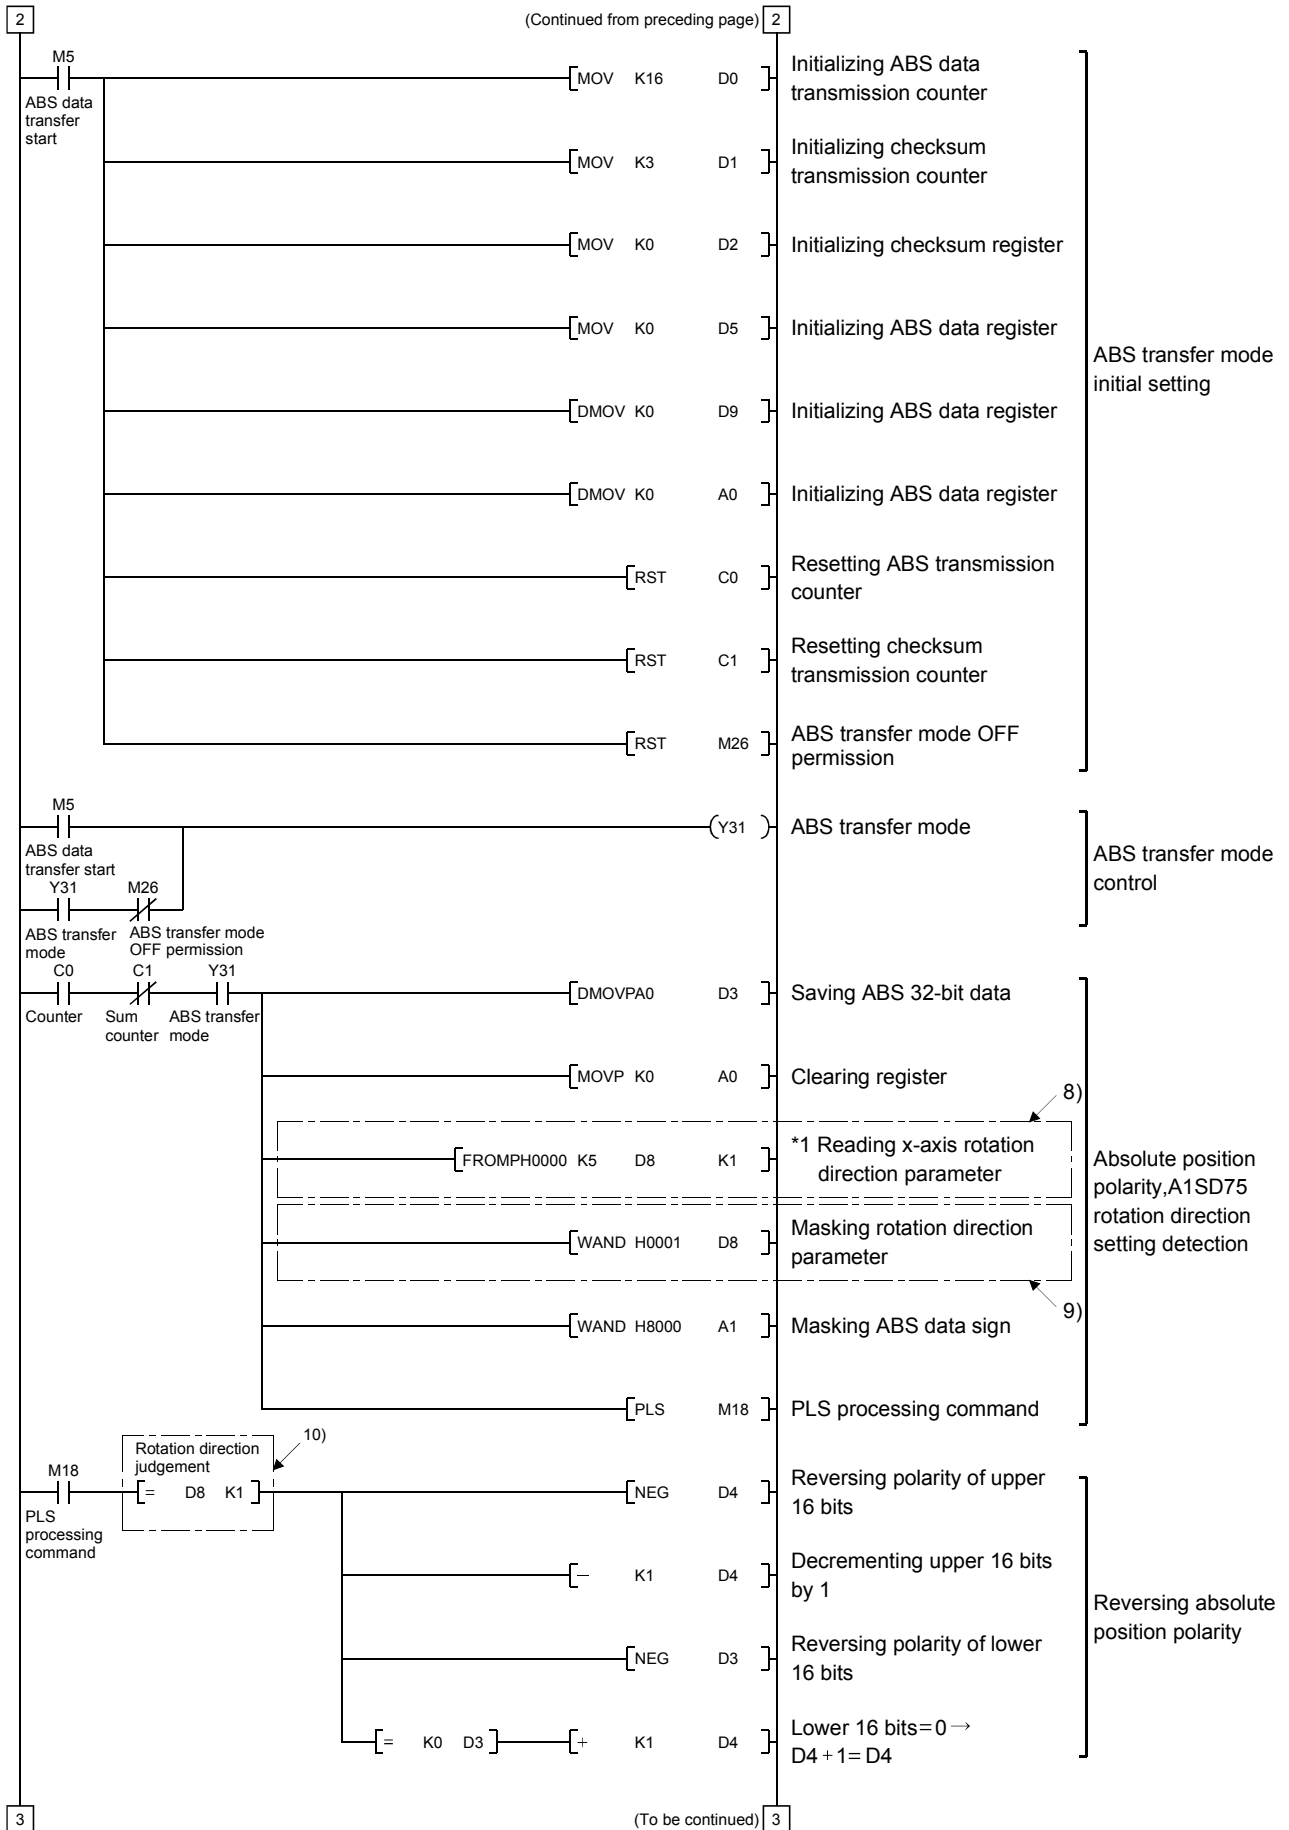 2 (Continued from preceding page) 2
M5
ABS data
transfer
start
MOV K16 D0
Initializing ABS data
transmission counter
MOV K3 D1
Initializing checksum
transmission counter
MOV K0 D2
Initializing checksum register
MOV K0 D5
Initializing ABS data register
DMOV K0 D9
Initializing ABS data register
DMOV K0 A0
Initializing ABS data register
RST C0
Resetting ABS transmission
counter
RST C1
Resetting checksum
transmission counter
RST M26
ABS transfer mode OFF
permission
ABS transfer mode
initial setting
M5
ABS data
transfer start
Y31
ABS transfer mode
Y31 M26
ABS transfer
mode
ABS transfer mode
OFF permission
ABS transfer mode
control
C0 C1 Y31
Counter
Sum
counter
ABS transfer
mode
DMOVPA0 D3
Saving ABS 32-bit data
MOVP K0 A0
Clearing register
8)
FROMPH0000 K5 D8 K1
*1 Reading x-axis rotation
direction parameter
WAND H0001 D8
Masking rotation direction
parameter
9)
WAND H8000 A1
Masking ABS data sign
PLS M18
PLS processing command
Absolute position
polarity,A1SD75
rotation direction
setting detection
10)
Rotation direction
judgement
M18
PLS
processing
command
= D8 K1
NEG D4
Reversing polarity of upper
16 bits
− K1 D4
Decrementing upper 16 bits
by 1
NEG D3
Reversing polarity of lower
16 bits
= K0 D3
+ K1 D4
Lower 16 bits=0→
D4+1=D4
Reversing absolute
position polarity
3 (To be continued) 3